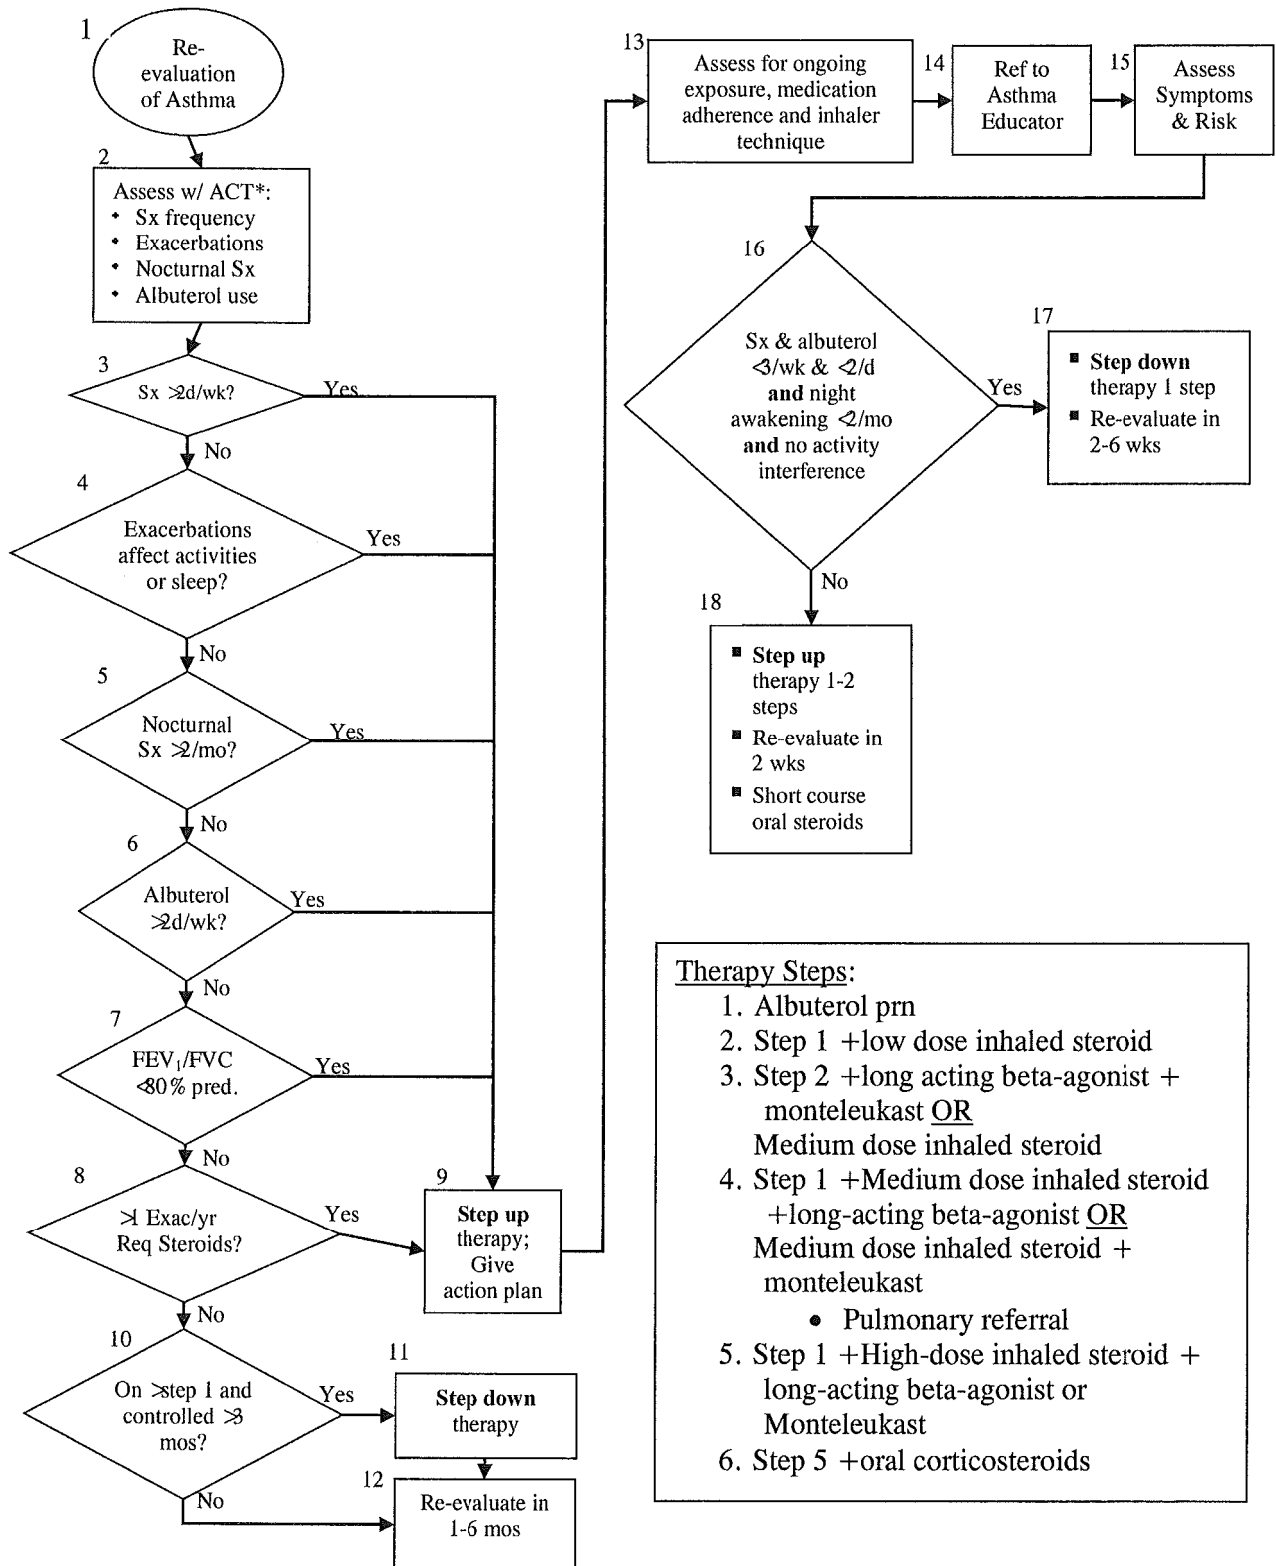 1
Re-
evaluation
of Asthma
2
Assess w/ ACT*:
• Sx frequency
• Exacerbations
• Nocturnal Sx
• Albuterol use
3
Sx >2d/wk?
Yes
No
4
Exacerbations
affect activities
or sleep?
Yes
No
5
Nocturnal
Sx >2/mo?
Yes
No
6
Albuterol
>2d/wk?
Yes
No
7
FEV₁/FVC
<80% pred.
Yes
No
8
>1 Exac/yr
Req Steroids?
Yes
No
9
Step up
therapy;
Give
action plan
10
On >step 1 and
controlled >3
mos?
Yes
No
11
Step down
therapy
12
Re-evaluate in
1-6 mos
13
Assess for ongoing
exposure, medication
adherence and inhaler
technique
14
Ref to
Asthma
Educator
15
Assess
Symptoms
& Risk
16
Sx & albuterol
<3/wk & <2/d
and night
awakening <2/mo
and no activity
interference
Yes
No
17
▪ Step down
therapy 1 step
▪ Re-evaluate in
2-6 wks
18
▪ Step up
therapy 1-2
steps
▪ Re-evaluate in
2 wks
▪ Short course
oral steroids
Therapy Steps:
1. Albuterol prn
2. Step 1 +low dose inhaled steroid
3. Step 2 +long acting beta-agonist +
monteleukast OR
Medium dose inhaled steroid
4. Step 1 +Medium dose inhaled steroid
+long-acting beta-agonist OR
Medium dose inhaled steroid +
monteleukast
• Pulmonary referral
5. Step 1 +High-dose inhaled steroid +
long-acting beta-agonist or
Monteleukast
6. Step 5 +oral corticosteroids